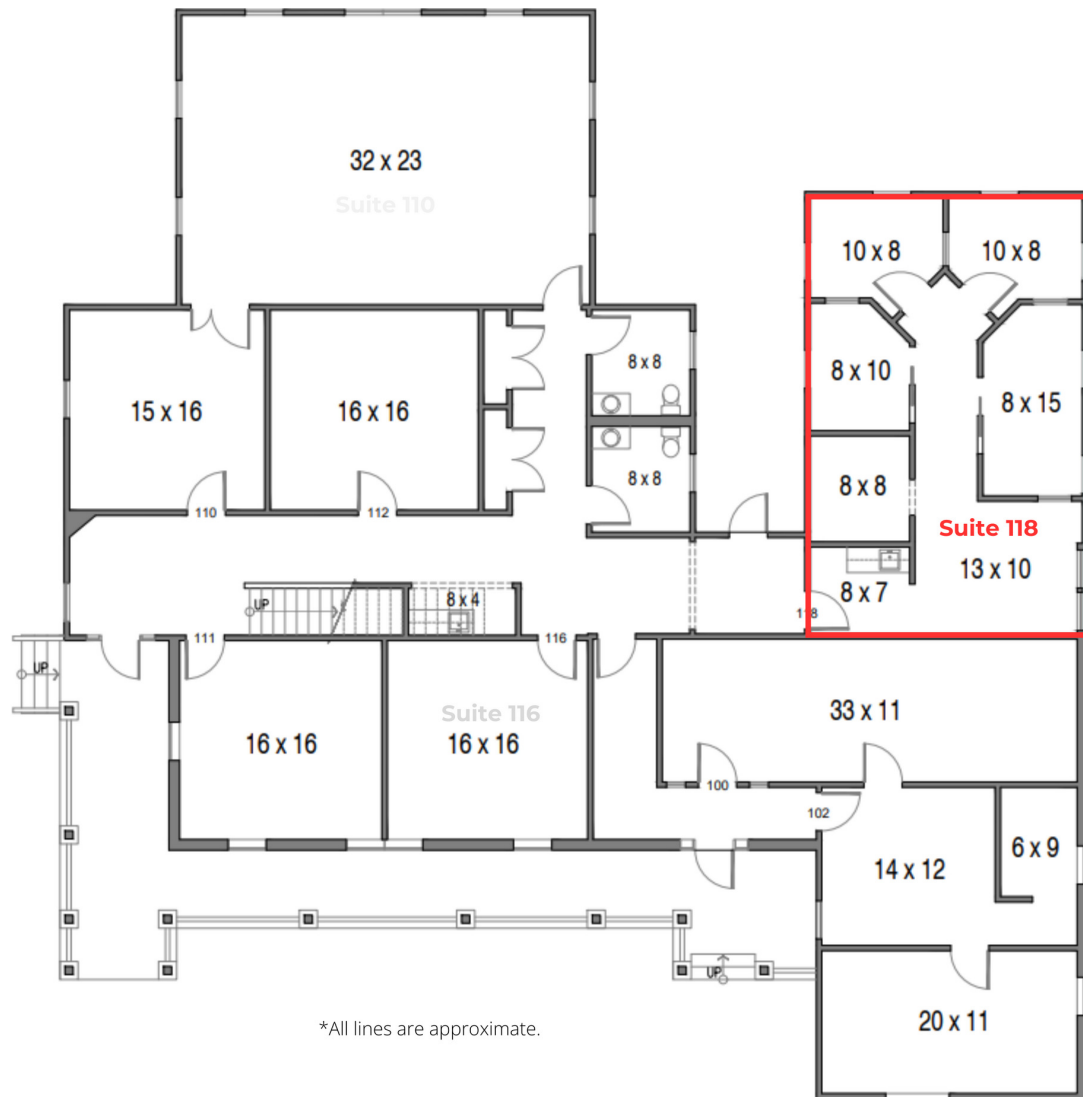 32 x 23
Suite 110
10 x 8
10 x 8
8 x 8
8 x 10
15 x 16
16 x 16
8 x 15
8 x 8
8 x 8
110
112
Suite 118
13 x 10
UP
8 x 4
8 x 7
118
111
116
UP
Suite 116
33 x 11
16 x 16
16 x 16
100
102
6 x 9
14 x 12
UP
20 x 11
*All lines are approximate.